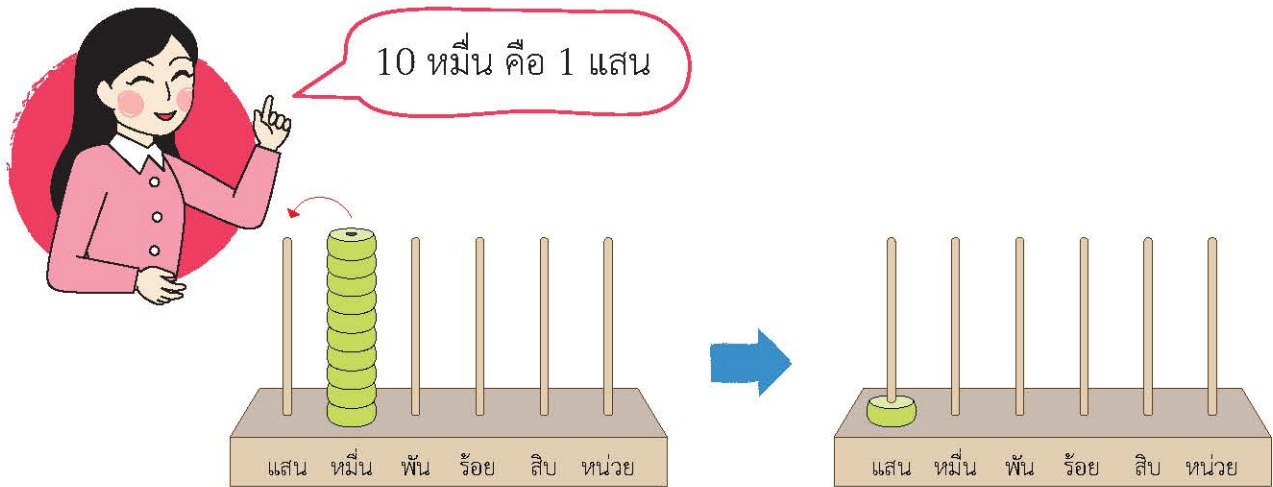 10 หมื่น คือ 1 แสน
แสน หมื่น พัน ร้อย สิบ หน่วย
แสน หมื่น พัน ร้อย สิบ หน่วย